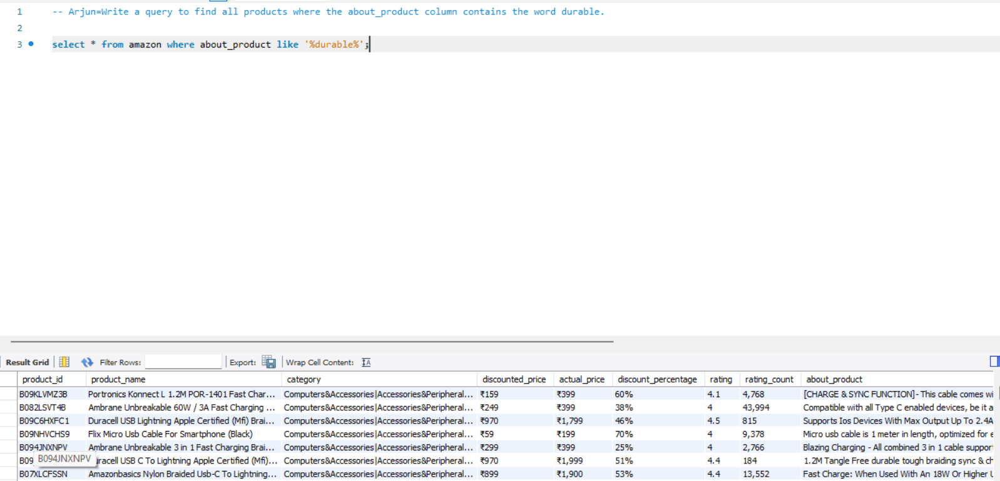 1 -- Arjun=Write a query to find all products where the about_product column contains the word durable.
2
3 select * from amazon where about_product like '%durable%';
Result Grid Filter Rows: Export: Wrap Cell Content:
product_id product_name category discounted_price actual_price discount_percentage rating rating_count about_product
B09KLVMZ3B Portronics Konnect L 1.2M POR-1401 Fast Char... Computers&Accessories|Accessories&Peripheral... ₹159 ₹399 60% 4.1 4,768 [CHARGE & SYNC FUNCTION]- This cable comes wi
B082LSVT4B Ambrane Unbreakable 60W / 3A Fast Charging ... Computers&Accessories|Accessories&Peripheral... ₹249 ₹399 38% 4 43,994 Compatible with all Type C enabled devices, be it a
B09C6HXFC1 Duracell USB Lightning Apple Certified (Mfi) Brai... Computers&Accessories|Accessories&Peripheral... ₹970 ₹1,799 46% 4.5 815 Supports Ios Devices With Max Output Up To 2.4A
B09NHVCHS9 Flix Micro Usb Cable For Smartphone (Black) Computers&Accessories|Accessories&Peripheral... ₹59 ₹199 70% 4 9,378 Micro usb cable is 1 meter in length, optimized for e
B094JNXNPV Ambrane Unbreakable 3 in 1 Fast Charging Brai... Computers&Accessories|Accessories&Peripheral... ₹299 ₹399 25% 4 2,766 Blazing Charging - All combined 3 in 1 cable suppor
B09 B094JNXNPV uracell USB C To Lightning Apple Certified (Mfi)... Computers&Accessories|Accessories&Peripheral... ₹970 ₹1,999 51% 4.4 184 1.2M Tangle Free durable tough braiding sync & ch
B07XLCFSSN Amazonbasics Nylon Braided Usb-C To Lightning... Computers&Accessories|Accessories&Peripheral... ₹899 ₹1,900 53% 4.4 13,552 Fast Charge: When Used With An 18W Or Higher U